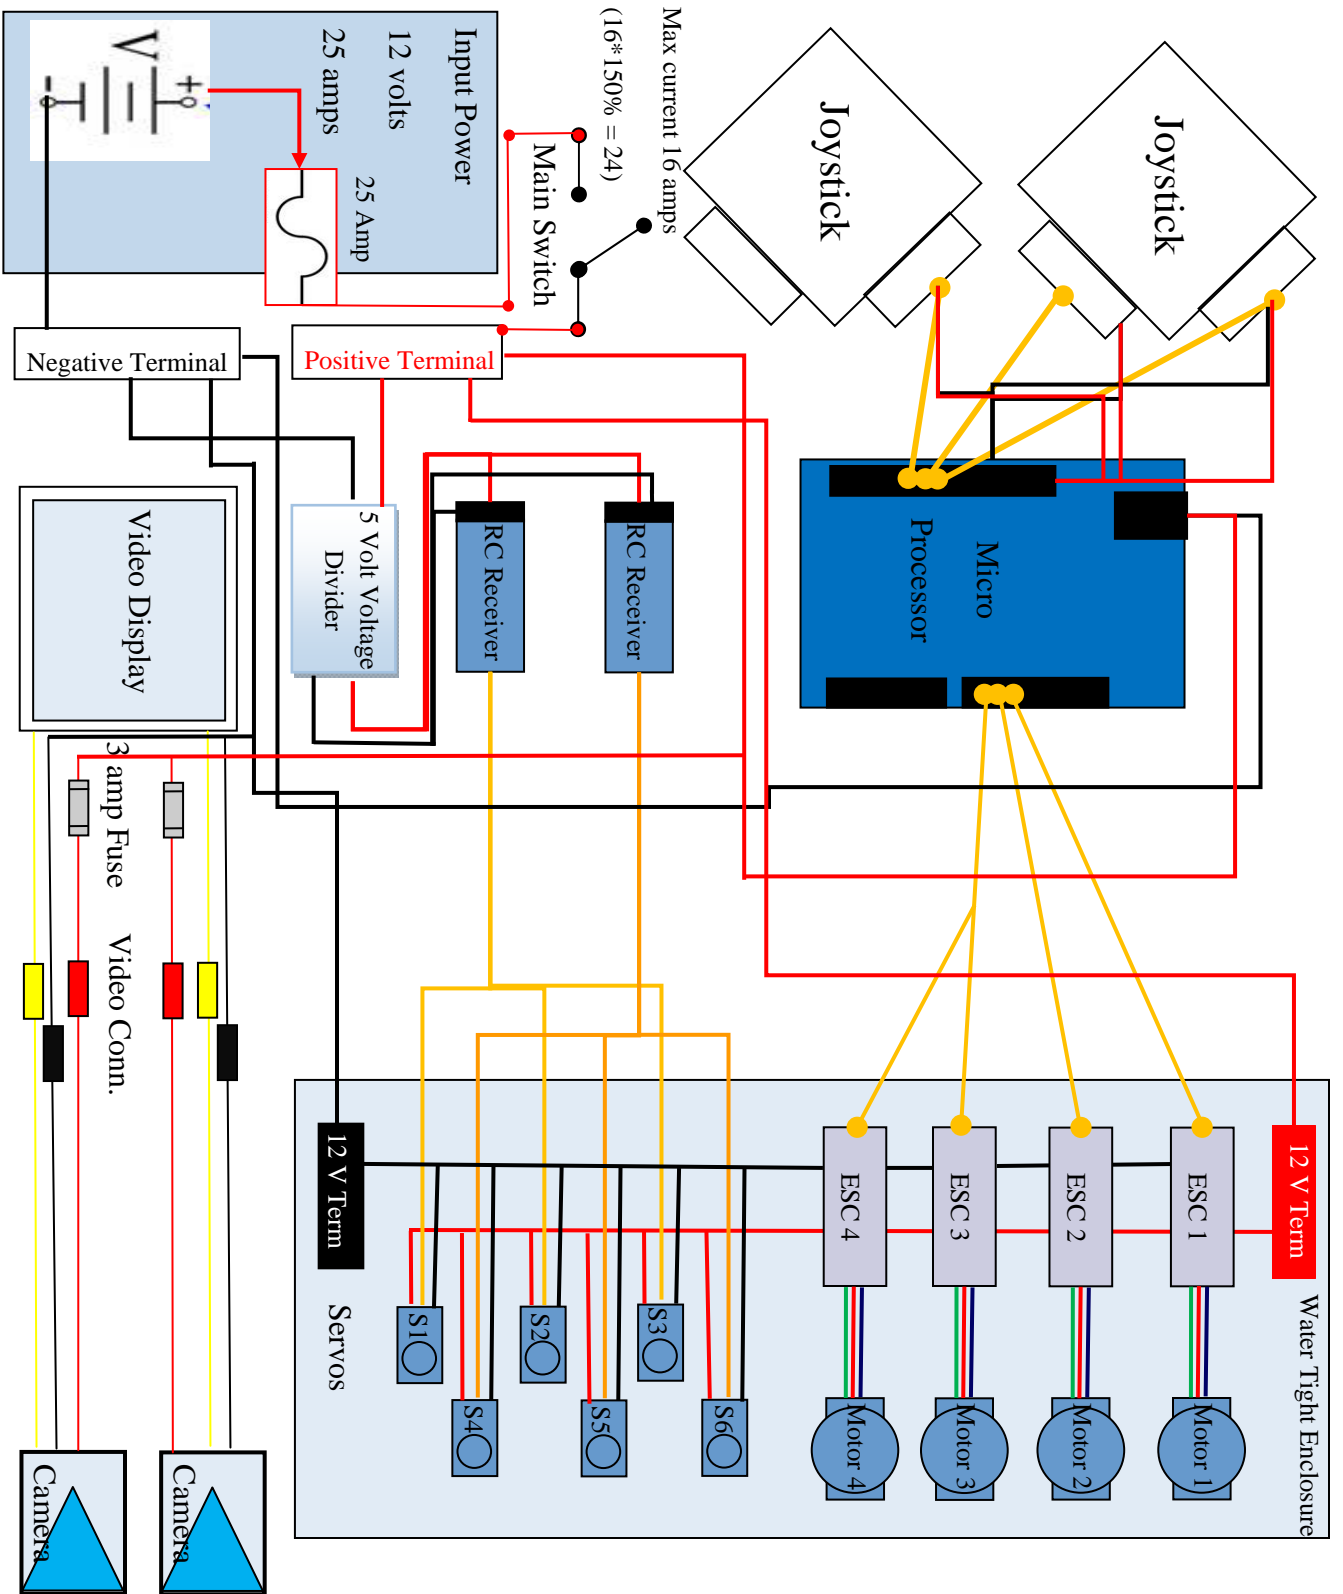 Input Power
12 volts
25 amps
V
+
-
25 Amp
Main Switch
Max current 16 amps
(16*150% = 24)
Joystick
Joystick
Negative Terminal
Positive Terminal
5 Volt Voltage
Divider
RC Receiver
RC Receiver
Micro
Processor
Video Display
3 amp Fuse
Video Conn.
Water Tight Enclosure
12 V Term
12 V Term
ESC 1
ESC 2
ESC 3
ESC 4
Motor 1
Motor 2
Motor 3
Motor 4
Servos
S1
S2
S3
S4
S5
S6
Camera
Camera